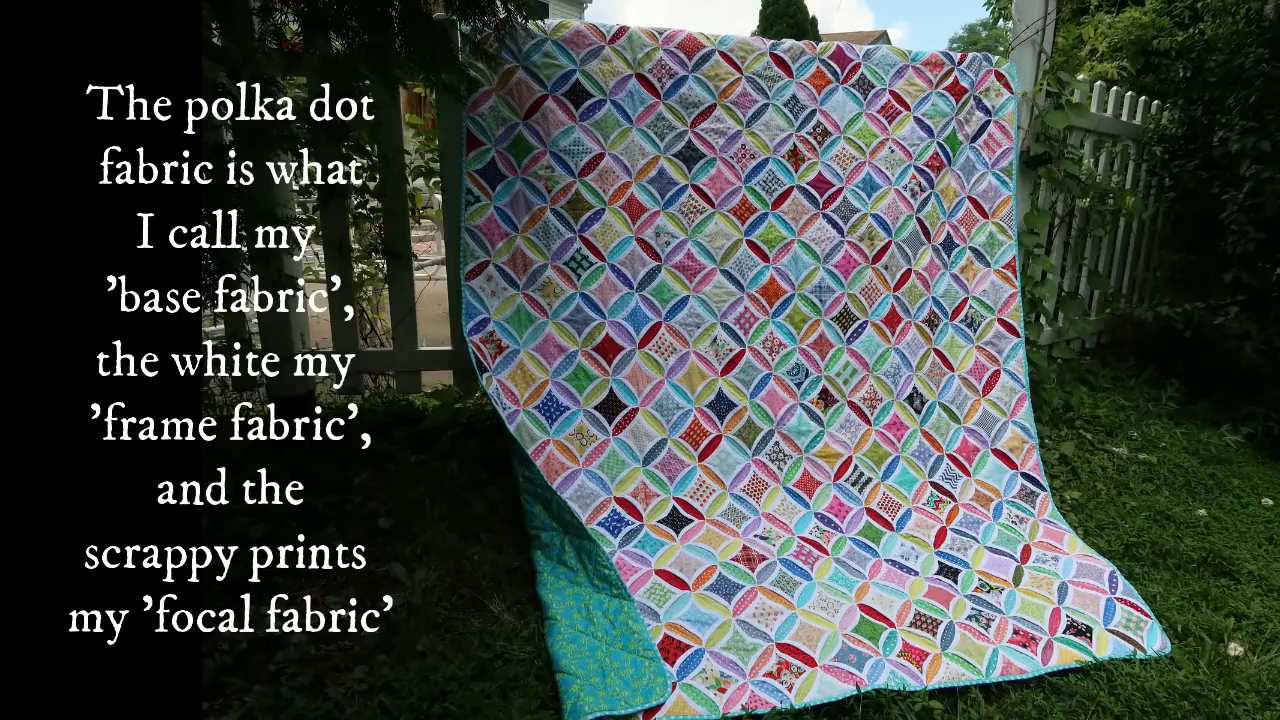 The polka dot
fabric is what
I call my
'base fabric',
the white my
'frame fabric',
and the
scrappy prints
my 'focal fabric'